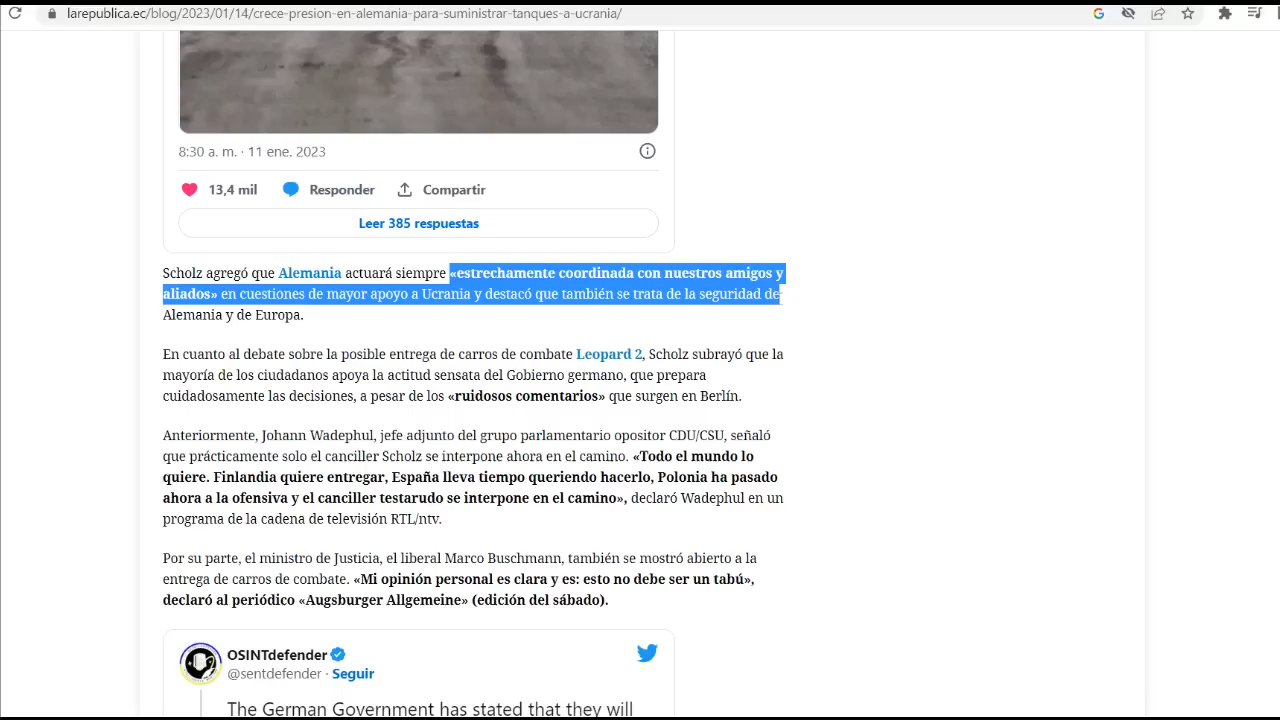 larepublica.ec/blog/2023/01/14/crece-presion-en-alemania-para-suministrar-tanques-a-ucrania/
8:30 a. m. · 11 ene. 2023
13,4 mil Responder Compartir
Leer 385 respuestas
Scholz agregó que Alemania actuará siempre «estrechamente coordinada con nuestros amigos y
aliados» en cuestiones de mayor apoyo a Ucrania y destacó que también se trata de la seguridad de
Alemania y de Europa.
En cuanto al debate sobre la posible entrega de carros de combate Leopard 2, Scholz subrayó que la
mayoría de los ciudadanos apoya la actitud sensata del Gobierno germano, que prepara
cuidadosamente las decisiones, a pesar de los «ruidosos comentarios» que surgen en Berlín.
Anteriormente, Johann Wadephul, jefe adjunto del grupo parlamentario opositor CDU/CSU, señaló
que prácticamente solo el canciller Scholz se interpone ahora en el camino. «Todo el mundo lo
quiere. Finlandia quiere entregar, España lleva tiempo queriendo hacerlo, Polonia ha pasado
ahora a la ofensiva y el canciller testarudo se interpone en el camino», declaró Wadephul en un
programa de la cadena de televisión RTL/ntv.
Por su parte, el ministro de Justicia, el liberal Marco Buschmann, también se mostró abierto a la
entrega de carros de combate. «Mi opinión personal es clara y es: esto no debe ser un tabú»,
declaró al periódico «Augsburger Allgemeine» (edición del sábado).
OSINTdefender
@sentdefender · Seguir
The German Government has stated that they will